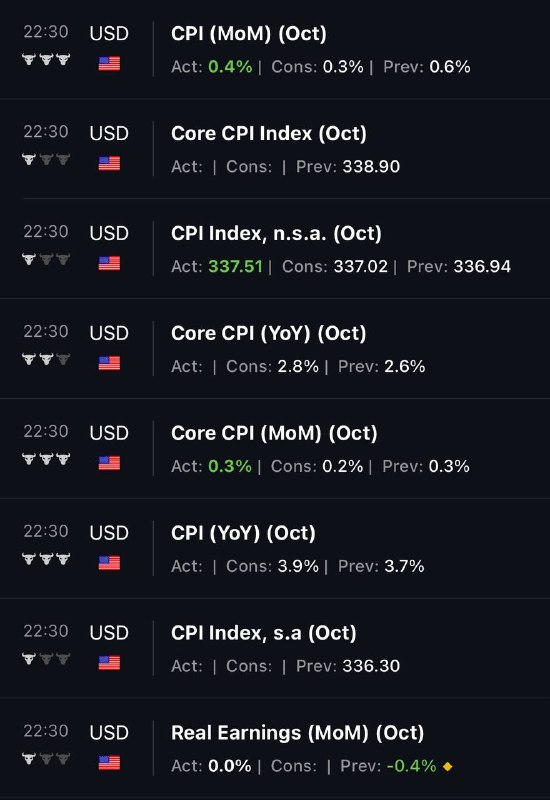 22:30 USD CPI (MoM) (Oct)
Act: 0.4% | Cons: 0.3% | Prev: 0.6%
22:30 USD Core CPI Index (Oct)
Act: | Cons: | Prev: 338.90
22:30 USD CPI Index, n.s.a. (Oct)
Act: 337.51 | Cons: 337.02 | Prev: 336.94
22:30 USD Core CPI (YoY) (Oct)
Act: | Cons: 2.8% | Prev: 2.6%
22:30 USD Core CPI (MoM) (Oct)
Act: 0.3% | Cons: 0.2% | Prev: 0.3%
22:30 USD CPI (YoY) (Oct)
Act: | Cons: 3.9% | Prev: 3.7%
22:30 USD CPI Index, s.a (Oct)
Act: | Cons: | Prev: 336.30
22:30 USD Real Earnings (MoM) (Oct)
Act: 0.0% | Cons: | Prev: -0.4%